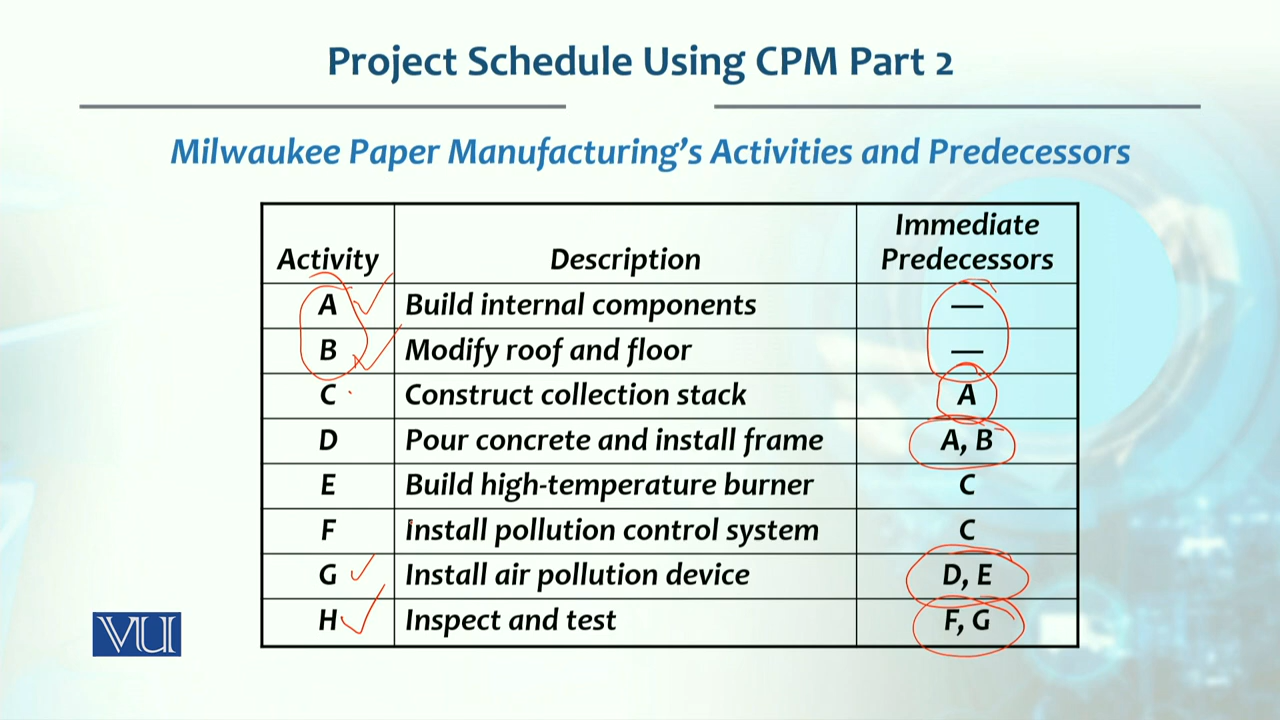 Project Schedule Using CPM Part 2
Milwaukee Paper Manufacturing's Activities and Predecessors
Activity Description Immediate Predecessors
A Build internal components —
B Modify roof and floor —
C Construct collection stack A
D Pour concrete and install frame A, B
E Build high-temperature burner C
F Install pollution control system C
G Install air pollution device D, E
H Inspect and test F, G
VU